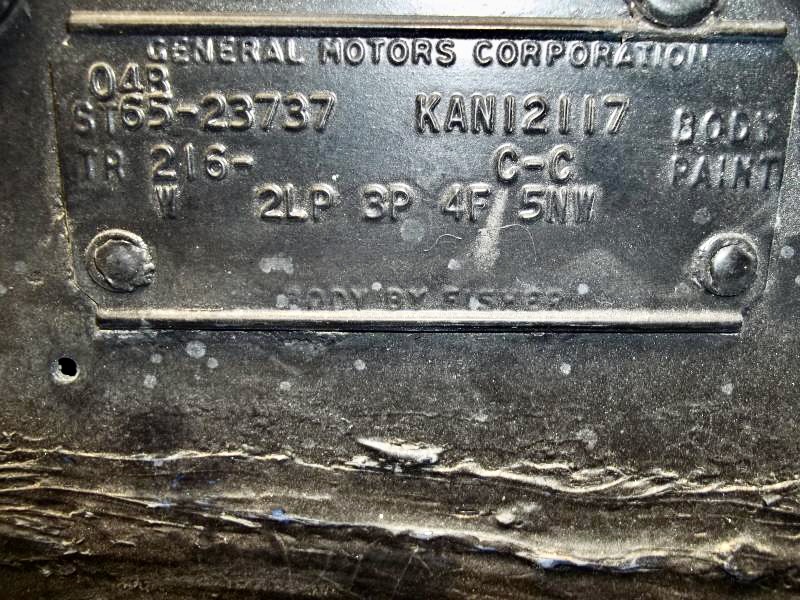 GENERAL MOTORS CORPORATION
04B
ST65-23737 KAN12117 BODY
TR 216- C-C PAINT
W 2LP 3P 4F 5NW
BODY BY FISHER